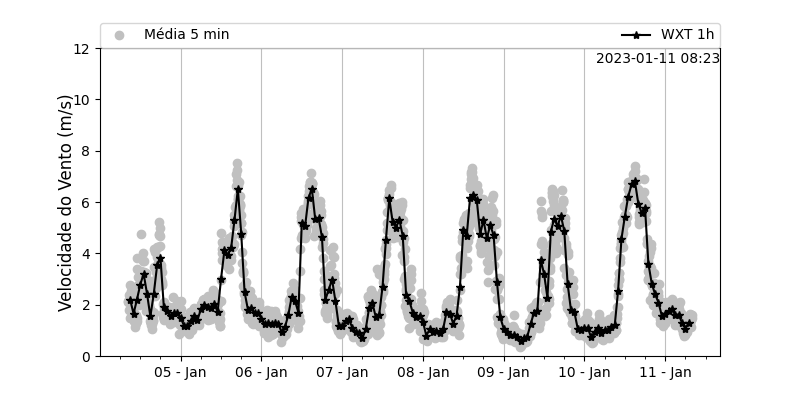 Média 5 min
WXT 1h
2023-01-11 08:23
Velocidade do Vento (m/s)
12
10
8
6
4
2
0
05 - Jan 06 - Jan 07 - Jan 08 - Jan 09 - Jan 10 - Jan 11 - Jan